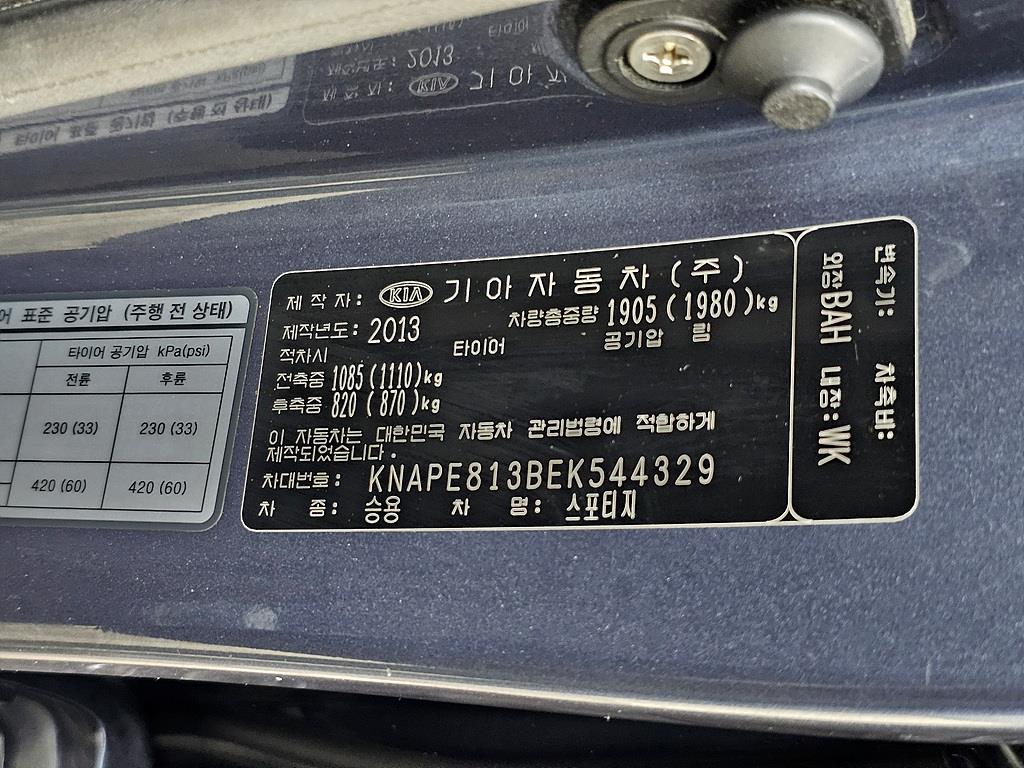 어 표준 공기압 (주행 전 상태)
타이어 공기압 kPa(psi)
전륜 후륜
230 (33) 230 (33)
420 (60) 420 (60)
제 작 자: KIA 기아자동차(주)
제작년도: 2013 차량총중량 1905(1980)kg
적차시 타이어 공기압 림
전축중 1085(1110)kg
후축중 820 (870)kg
이 자동차는 대한민국 자동차 관리법령에 적합하게
제작되었습니다.
차대번호: KNAPE813BEK544329
차 종: 승용 차 명: 스포티지
변속기: 차축비:
외장:BAH 내장:WK